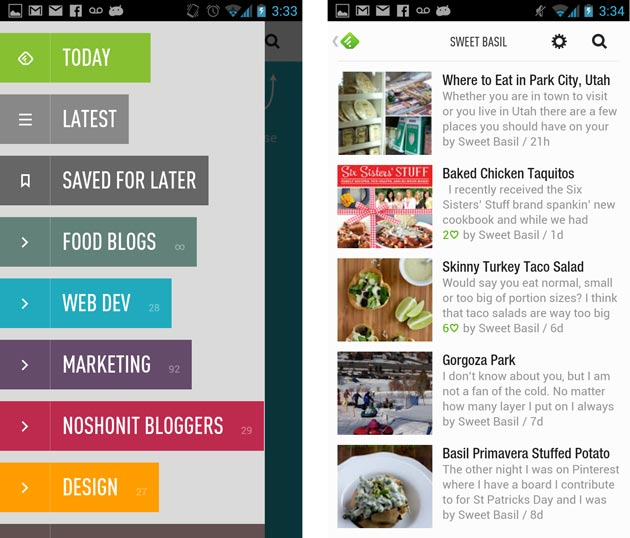 3:33
TODAY
LATEST
SAVED FOR LATER
FOOD BLOGS ∞
WEB DEV 28
MARKETING 92
NOSHONIT BLOGGERS 29
DESIGN 27
se
3:34
SWEET BASIL
Where to Eat in Park City, Utah
Whether you are in town to visit
or you live in Utah there are a few
places you should have on your
by Sweet Basil / 21h
Six Sisters' STUFF
Baked Chicken Taquitos
I recently received the Six
Sisters' Stuff brand spankin' new
cookbook and while we had
2♡ by Sweet Basil / 1d
Skinny Turkey Taco Salad
Would say you eat normal, small
or too big of portion sizes? I think
that taco salads are way too big
6♡ by Sweet Basil / 6d
Gorgoza Park
I don't know about you, but I am
not a fan of the cold. No matter
how many layer I put on I always
by Sweet Basil / 7d
Basil Primavera Stuffed Potato
The other night I was on Pinterest
where I have a board I contribute
to for St Patricks Day and I was
by Sweet Basil / 8d